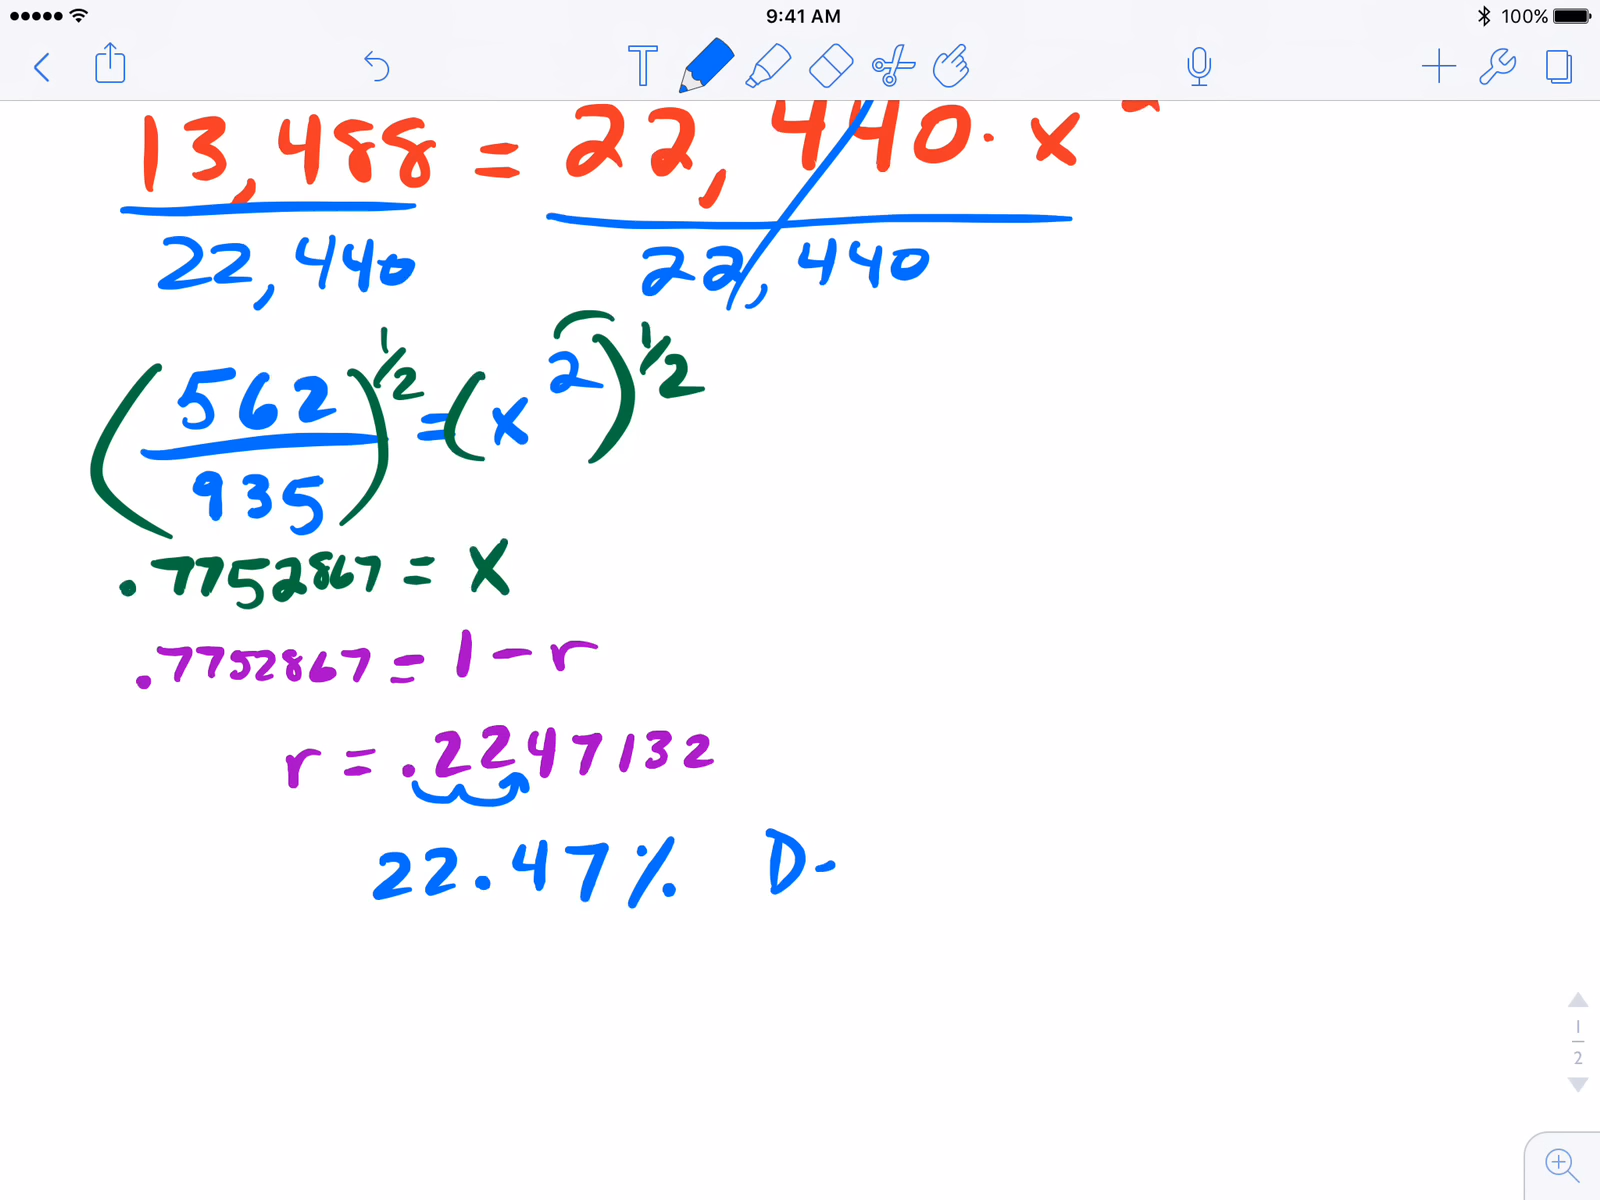 9:41 AM
100%
T
13,488 = 22,440 · x
22,440 22,440
(562/935)^1/2 = (x^2)^1/2
.7752867 = x
.7752867 = 1 - r
r = .2247132
22.47% D-
1
2